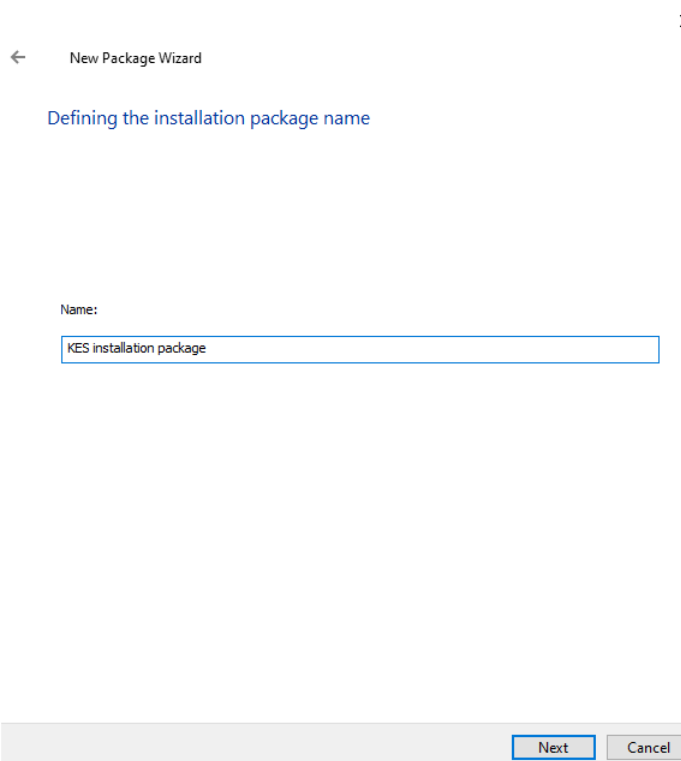 New Package Wizard
Defining the installation package name
Name:
KES installation package
Next Cancel